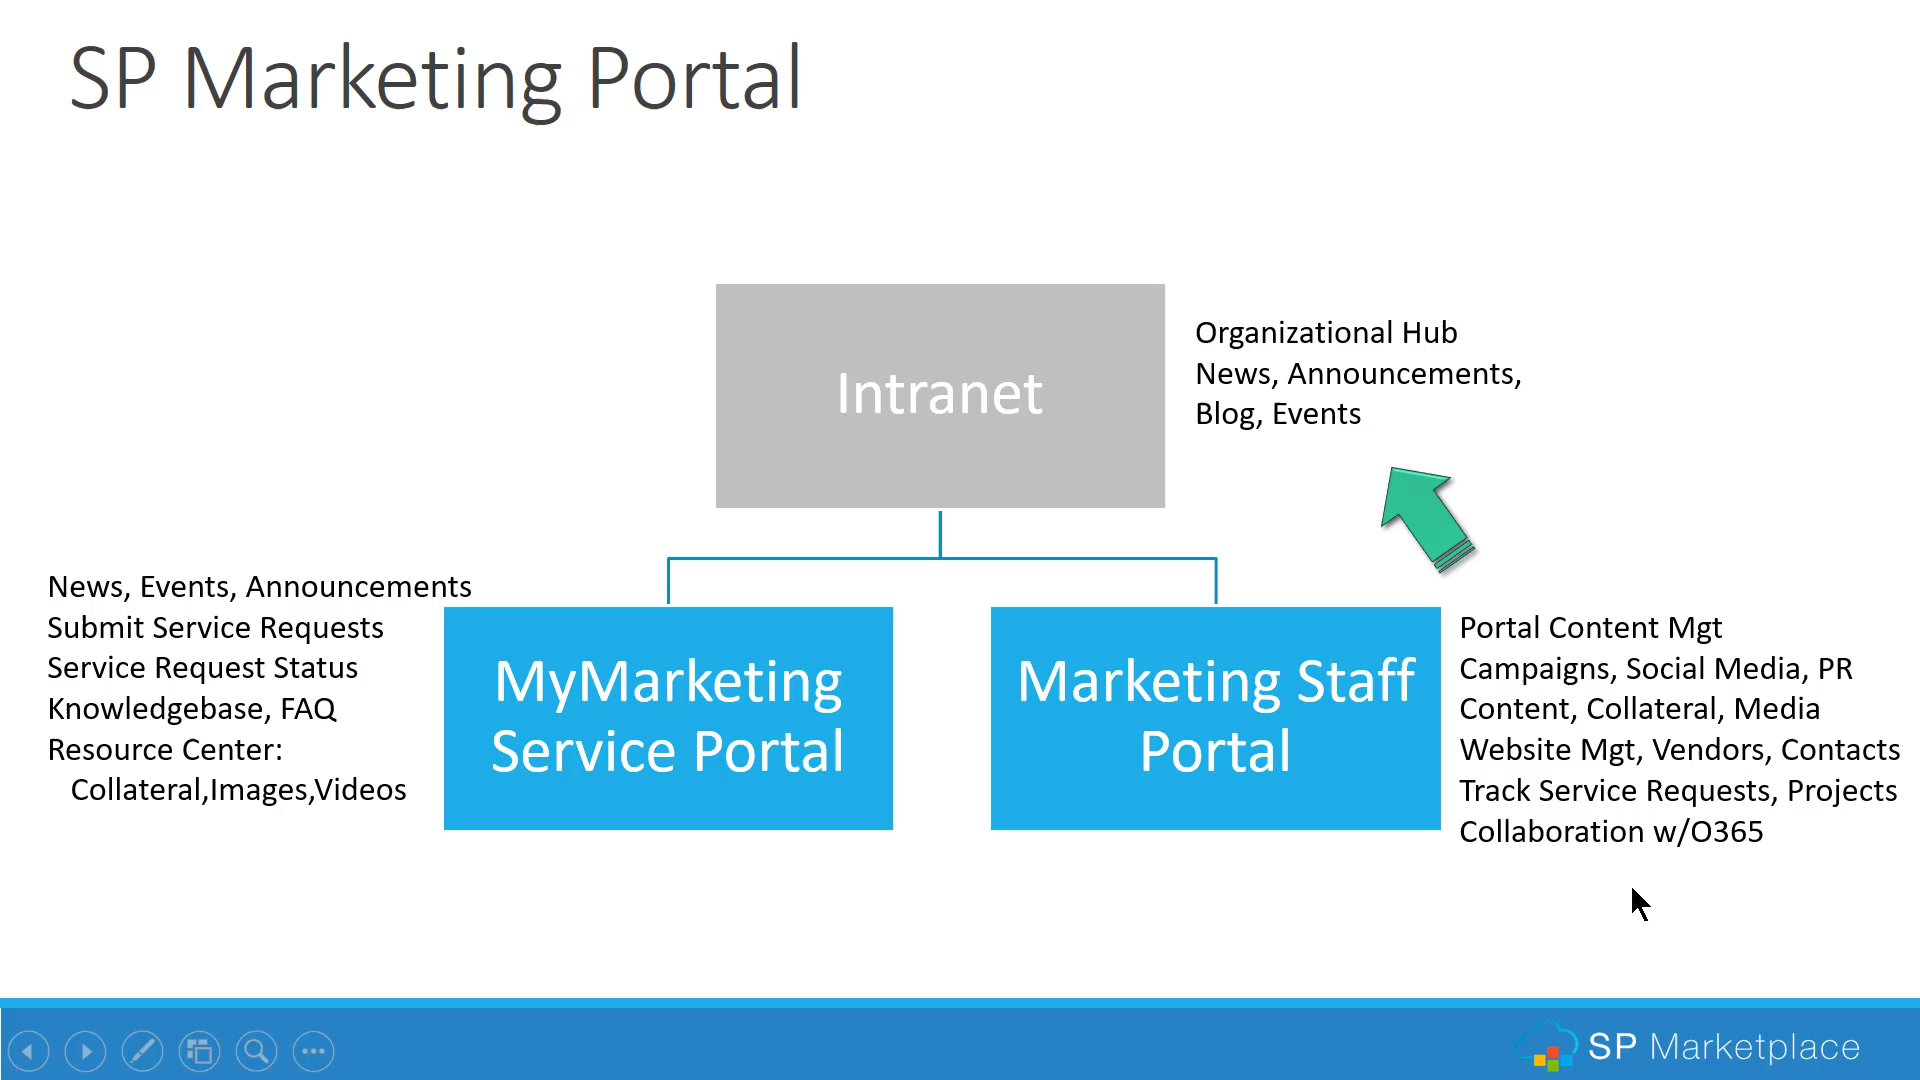 SP Marketing Portal
Intranet
Organizational Hub
News, Announcements,
Blog, Events
News, Events, Announcements
Submit Service Requests
Service Request Status
Knowledgebase, FAQ
Resource Center:
Collateral,Images,Videos
MyMarketing
Service Portal
Marketing Staff
Portal
Portal Content Mgt
Campaigns, Social Media, PR
Content, Collateral, Media
Website Mgt, Vendors, Contacts
Track Service Requests, Projects
Collaboration w/O365
SP Marketplace